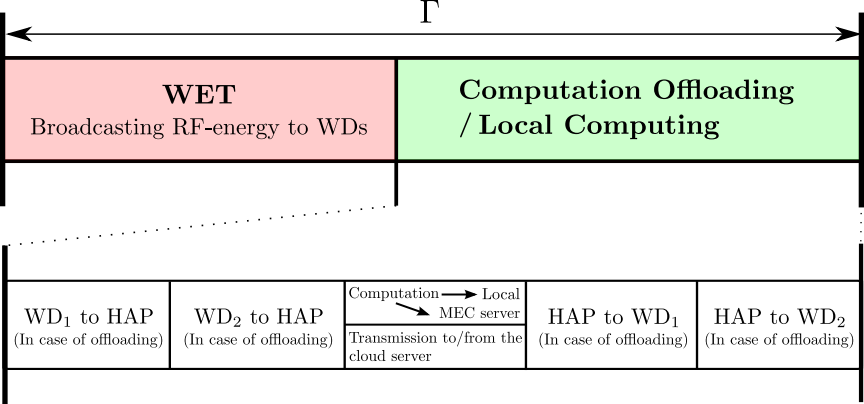 Γ
WET
Broadcasting RF-energy to WDs
Computation Offloading
/ Local Computing
WD₁ to HAP
(In case of offloading)
WD₂ to HAP
(In case of offloading)
Computation → Local
MEC server
Transmission to/from the
cloud server
HAP to WD₁
(In case of offloading)
HAP to WD₂
(In case of offloading)